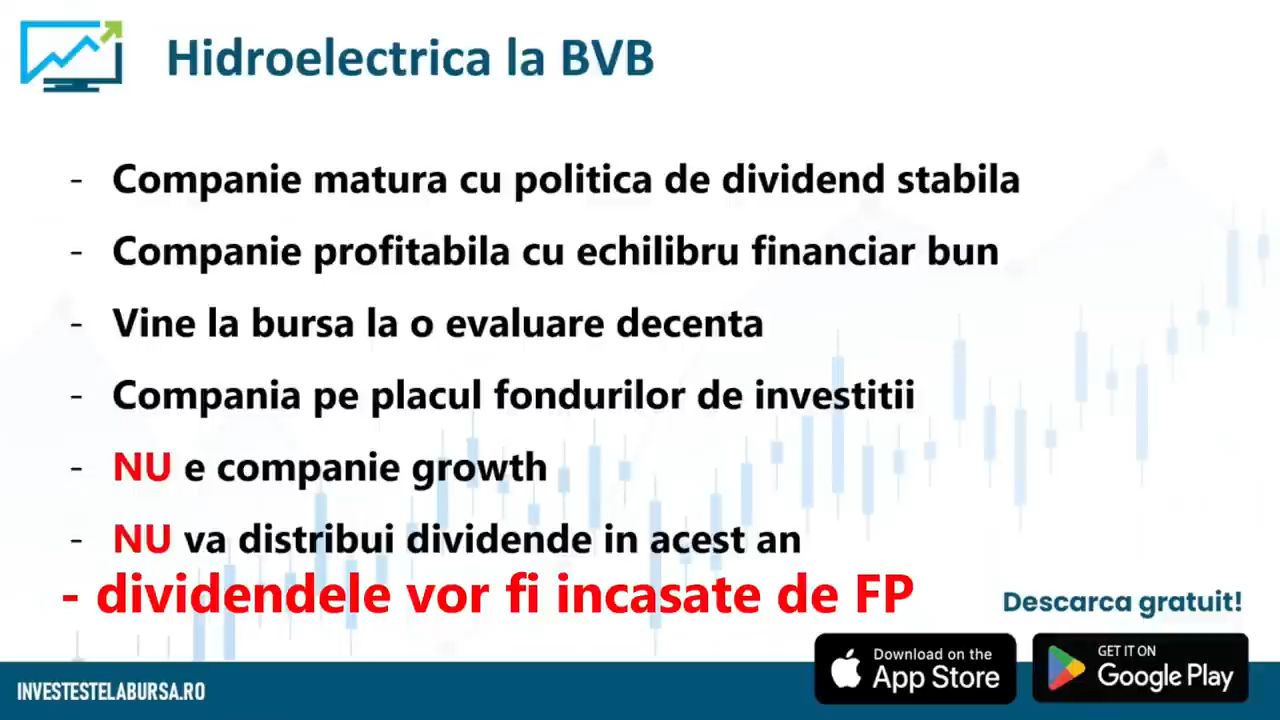 Hidroelectrica la BVB
- Companie matura cu politica de dividend stabila
- Companie profitabila cu echilibru financiar bun
- Vine la bursa la o evaluare decenta
- Compania pe placul fondurilor de investitii
- NU e companie growth
- NU va distribui dividende in acest an
- dividendele vor fi incasate de FP
Descarca gratuit!
INVESTESTELABURSA.RO
Download on the
App Store
GET IT ON
Google Play